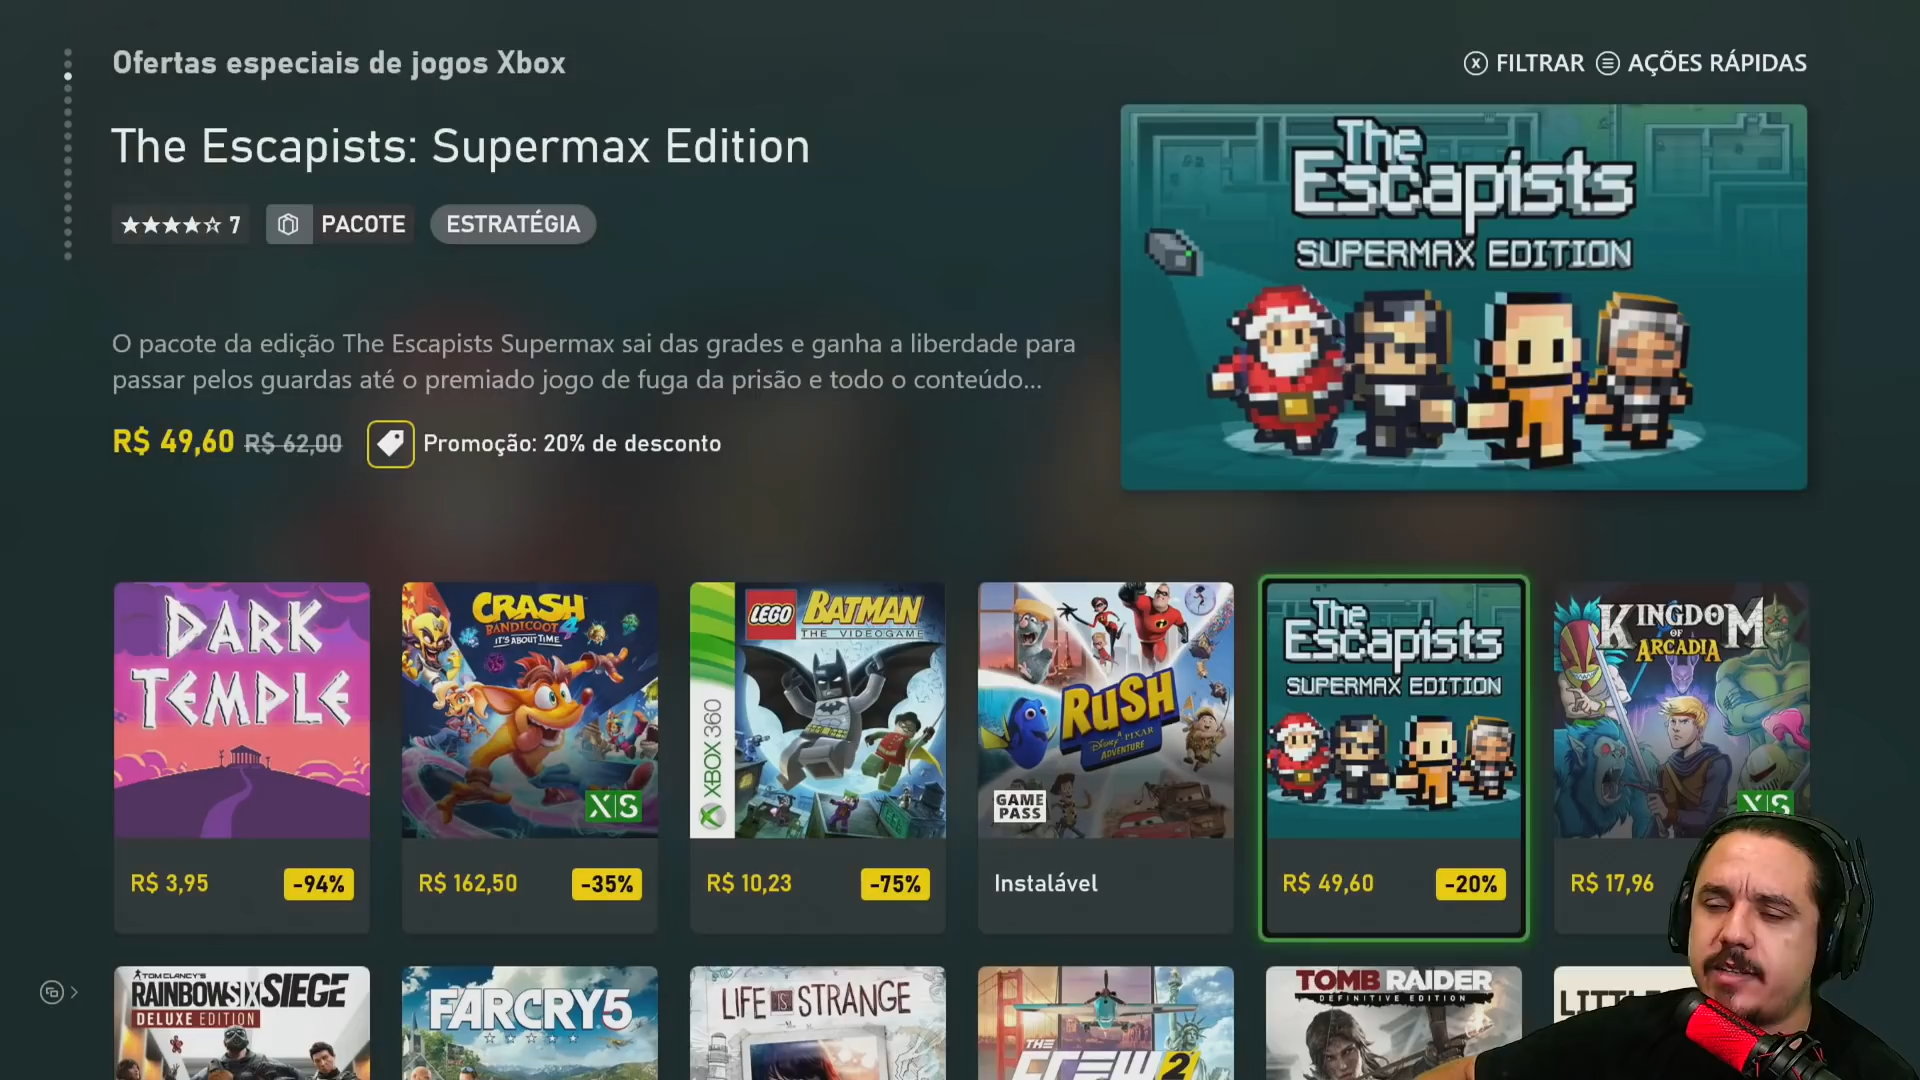 Ofertas especiais de jogos Xbox
X FILTRAR AÇÕES RÁPIDAS
The Escapists: Supermax Edition
7 PACOTE ESTRATÉGIA
O pacote da edição The Escapists Supermax sai das grades e ganha a liberdade para
passar pelos guardas até o premiado jogo de fuga da prisão e todo o conteúdo...
R$ 49,60 R$ 62,00 Promoção: 20% de desconto
The
Escapists
SUPERMAX EDITION
DARK
TEMPLE
R$ 3,95 -94%
CRASH
BANDICOOT 4
IT'S ABOUT TIME
X|S
R$ 162,50 -35%
XBOX 360
LEGO BATMAN
THE VIDEOGAME
R$ 10,23 -75%
RUSH
A Disney PIXAR
ADVENTURE
GAME
PASS
Instalável
The
Escapists
SUPERMAX EDITION
R$ 49,60 -20%
KINGDOM
OF
ARCADIA
X|S
R$ 17,96
TOM CLANCY'S
RAINBOW SIX SIEGE
DELUXE EDITION
FARCRY5
LIFE IS STRANGE
THE
CREW 2
TOMB RAIDER
DEFINITIVE EDITION